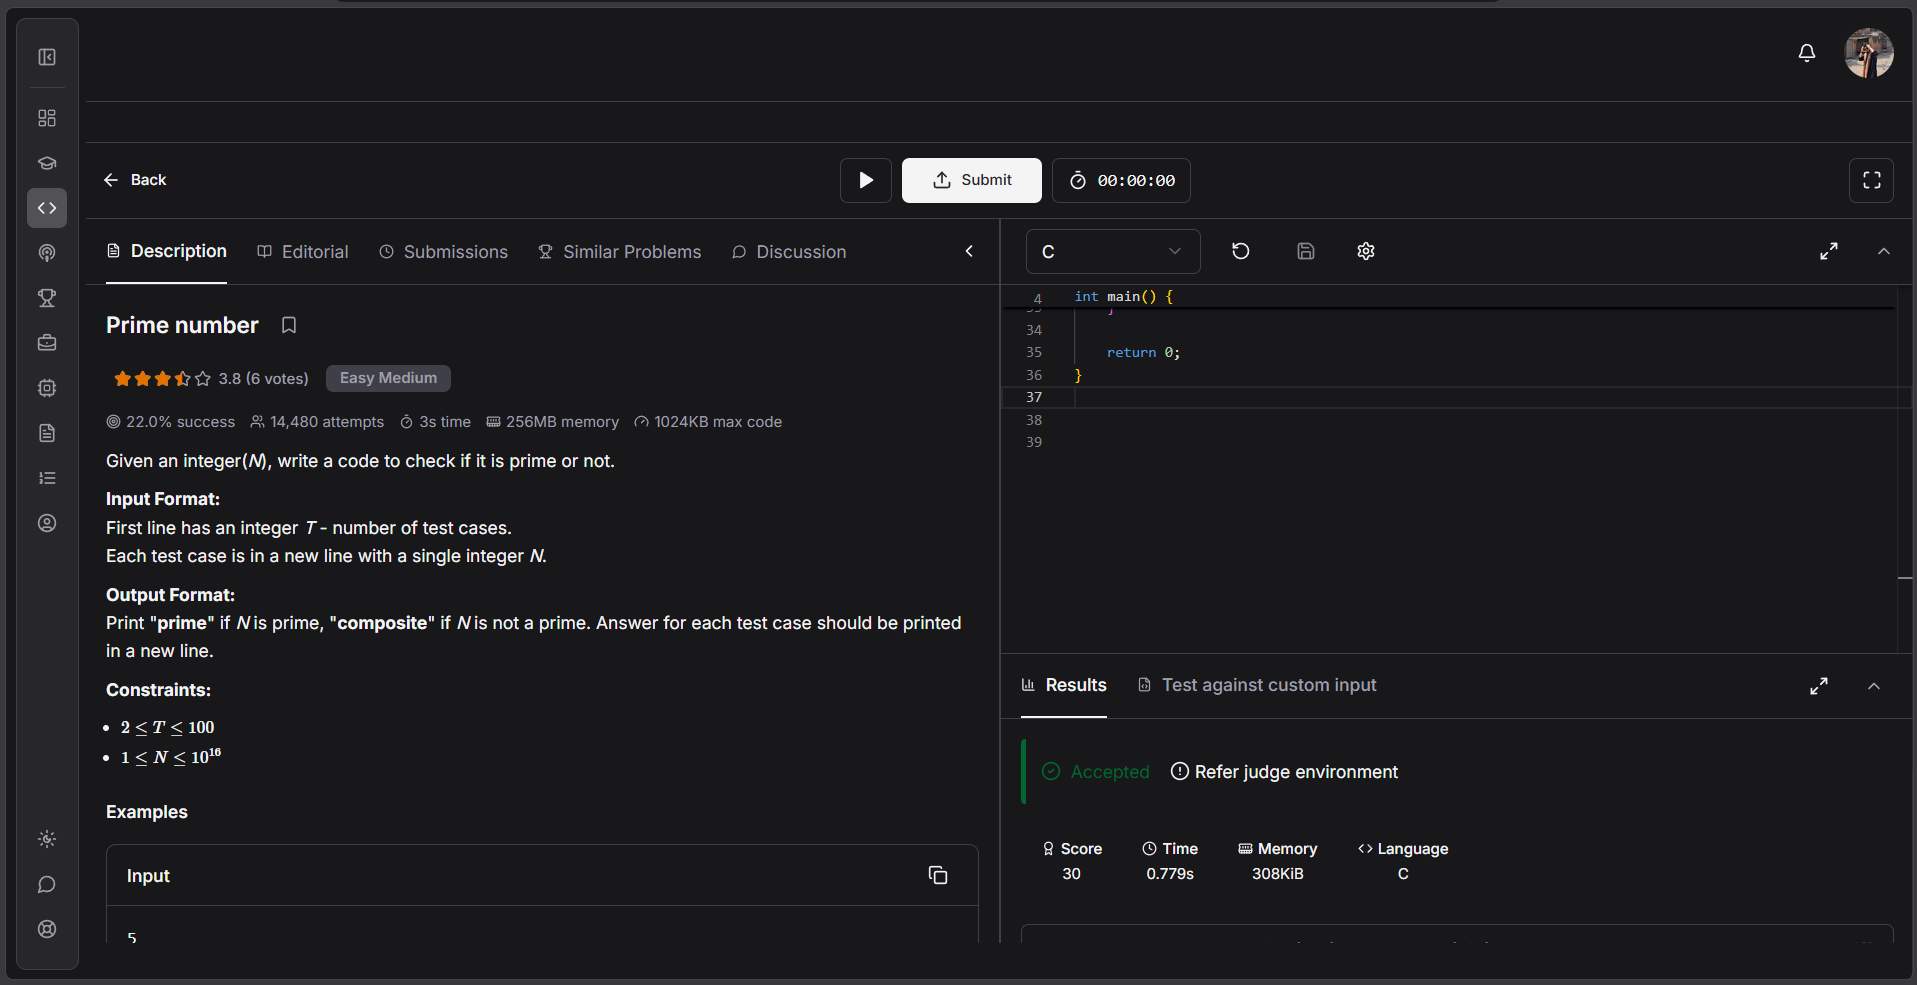 Back
Submit
00:00:00
Description
Editorial
Submissions
Similar Problems
Discussion
Prime number
3.8 (6 votes)
Easy Medium
22.0% success
14,480 attempts
3s time
256MB memory
1024KB max code
Given an integer(N), write a code to check if it is prime or not.
Input Format:
First line has an integer T - number of test cases.
Each test case is in a new line with a single integer N.
Output Format:
Print "prime" if N is prime, "composite" if N is not a prime. Answer for each test case should be printed
in a new line.
Constraints:
• 2 ≤ T ≤ 100
• 1 ≤ N ≤ 10^16
Examples
Input
5
C
4 int main() {
34
35 return 0;
36 }
37
38
39
Results
Test against custom input
Accepted
Refer judge environment
Score
Time
Memory
Language
30
0.779s
308KiB
C